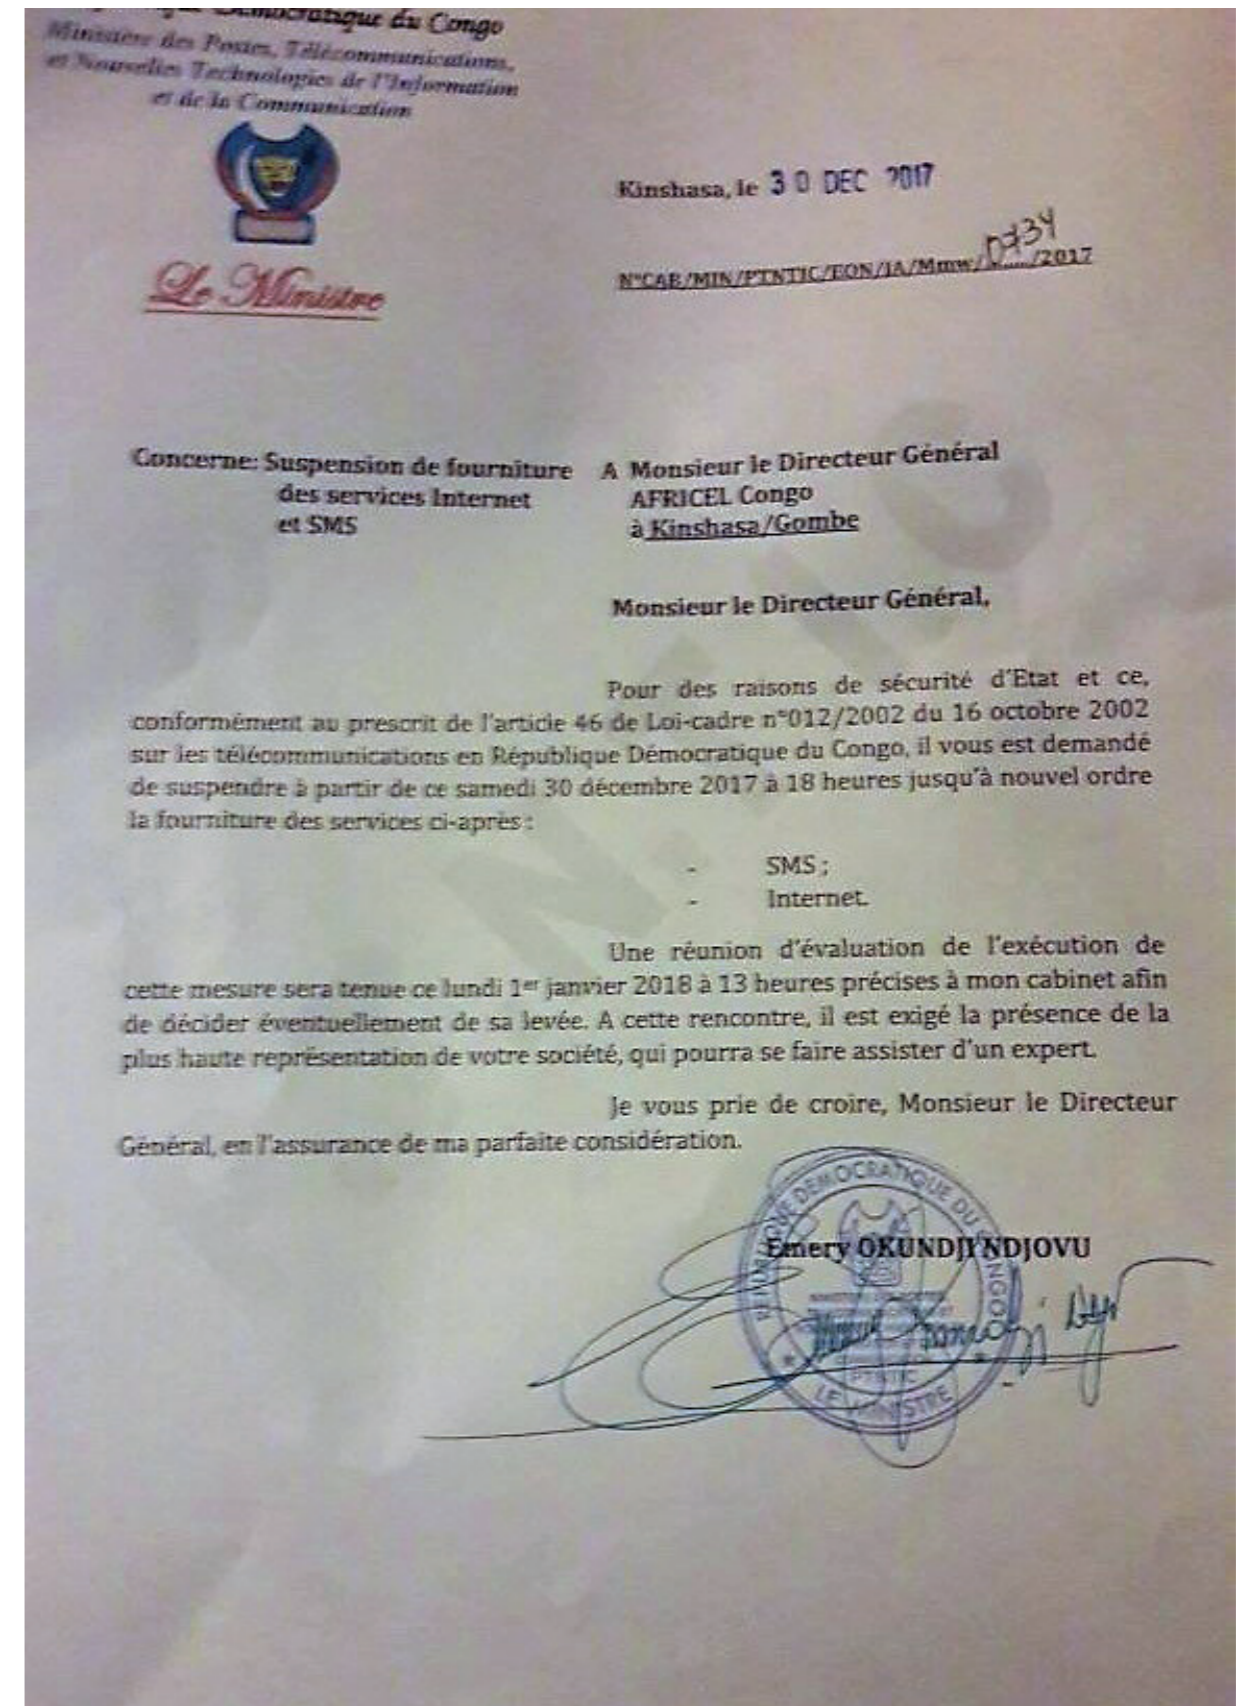 Démocratique du Congo
Ministère des Postes, Télécommunications,
et Nouvelles Technologies de l'Information
et de la Communication
Le Ministre
Kinshasa, le 30 DEC 2017
N°CAB/MIN/PTNTIC/EON/IA/Mmw/0734/2017
Concerne: Suspension de fourniture
des services Internet
et SMS
A Monsieur le Directeur Général
AFRICEL Congo
à Kinshasa/Gombe
Monsieur le Directeur Général,
Pour des raisons de sécurité d'Etat et ce,
conformément au prescrit de l'article 46 de Loi-cadre n°012/2002 du 16 octobre 2002
sur les télécommunications en République Démocratique du Congo, il vous est demandé
de suspendre à partir de ce samedi 30 décembre 2017 à 18 heures jusqu'à nouvel ordre
la fourniture des services ci-après :
- SMS ;
- Internet.
Une réunion d'évaluation de l'exécution de
cette mesure sera tenue ce lundi 1er janvier 2018 à 13 heures précises à mon cabinet afin
de décider éventuellement de sa levée. A cette rencontre, il est exigé la présence de la
plus haute représentation de votre société, qui pourra se faire assister d'un expert.
Je vous prie de croire, Monsieur le Directeur
Général, en l'assurance de ma parfaite considération.
Emery OKUNDJI NDJOVU
REPUBLIQUE DEMOCRATIQUE DU CONGO
PTNTIC
LE MINISTRE